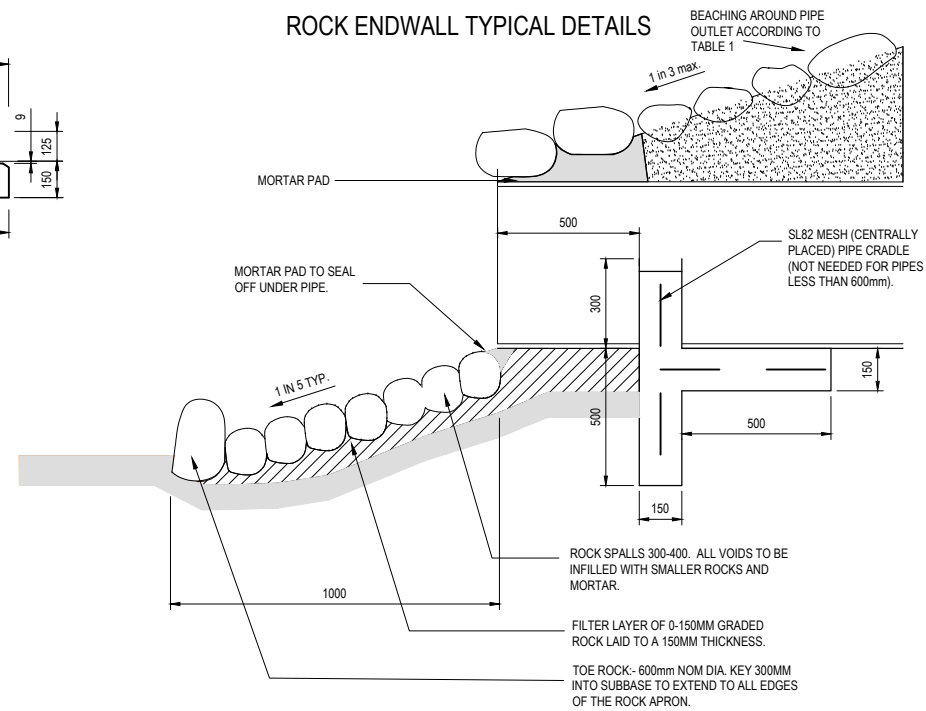 ROCK ENDWALL TYPICAL DETAILS
BEACHING AROUND PIPE
OUTLET ACCORDING TO
TABLE 1
1 in 3 max.
9
125
150
MORTAR PAD
500
SL82 MESH (CENTRALLY
PLACED) PIPE CRADLE
(NOT NEEDED FOR PIPES
LESS THAN 600mm).
MORTAR PAD TO SEAL
OFF UNDER PIPE.
300
1 IN 5 TYP.
150
500
500
150
ROCK SPALLS 300-400. ALL VOIDS TO BE
INFILLED WITH SMALLER ROCKS AND
MORTAR.
1000
FILTER LAYER OF 0-150MM GRADED
ROCK LAID TO A 150MM THICKNESS.
TOE ROCK:- 600mm NOM DIA. KEY 300MM
INTO SUBBASE TO EXTEND TO ALL EDGES
OF THE ROCK APRON.